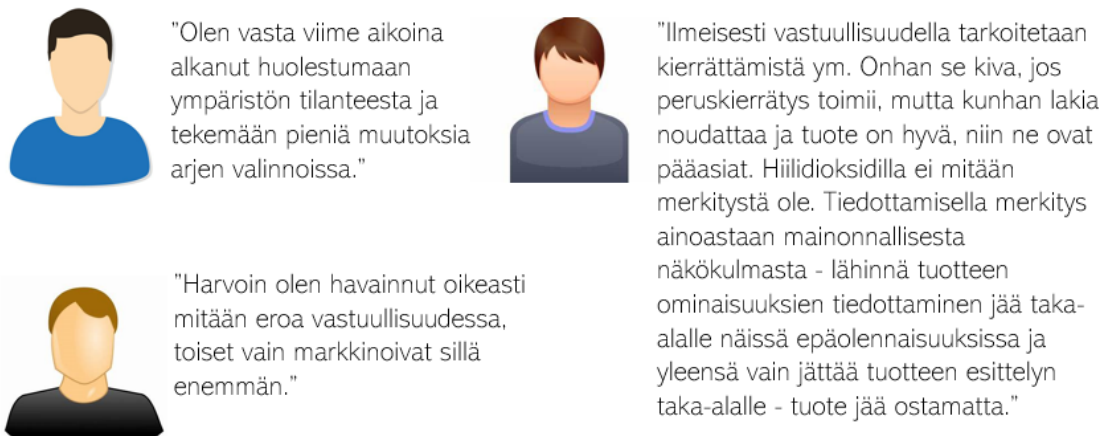 "Olen vasta viime aikoina
alkanut huolestumaan
ympäristön tilanteesta ja
tekemään pieniä muutoksia
arjen valinnoissa."
"Ilmeisesti vastuullisuudella tarkoitetaan
kierrättämistä ym. Onhan se kiva, jos
peruskierrätys toimii, mutta kunhan lakia
noudattaa ja tuote on hyvä, niin ne ovat
pääasiat. Hiilidioksidilla ei mitään
merkitystä ole. Tiedottamisella merkitys
ainoastaan mainonnallisesta
näkökulmasta - lähinnä tuotteen
ominaisuuksien tiedottaminen jää taka-
alalle näissä epäolennaisuuksissa ja
yleensä vain jättää tuotteen esittelyn
taka-alalle - tuote jää ostamatta."
"Harvoin olen havainnut oikeasti
mitään eroa vastuullisuudessa,
toiset vain markkinoivat sillä
enemmän."